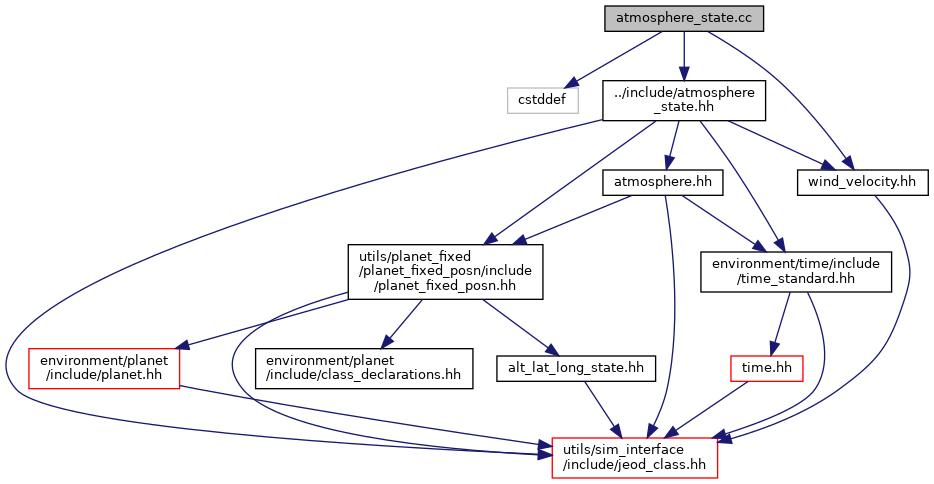 atmosphere_state.cc
cstddef
../include/atmosphere
_state.hh
atmosphere.hh
wind_velocity.hh
utils/planet_fixed
/planet_fixed_posn/include
/planet_fixed_posn.hh
environment/time/include
/time_standard.hh
environment/planet
/include/planet.hh
environment/planet
/include/class_declarations.hh
alt_lat_long_state.hh
time.hh
utils/sim_interface
/include/jeod_class.hh